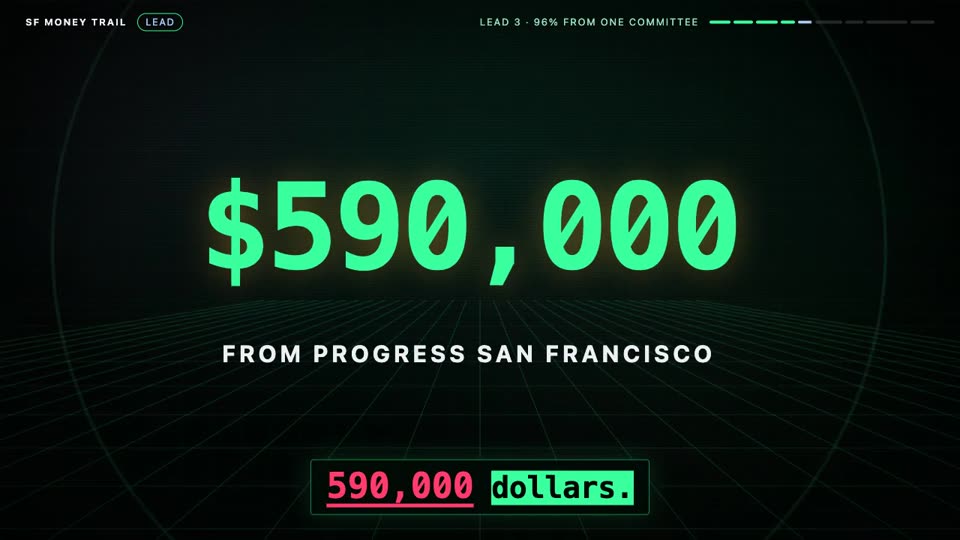 SF MONEY TRAIL LEAD LEAD 3 · 96% FROM ONE COMMITTEE
$590,000
FROM PROGRESS SAN FRANCISCO
590,000 dollars.